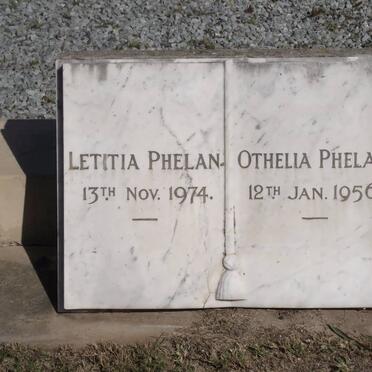 LETITIA PHELAN.
13TH NOV. 1974.
OTHELIA PHELA
12TH JAN. 1956